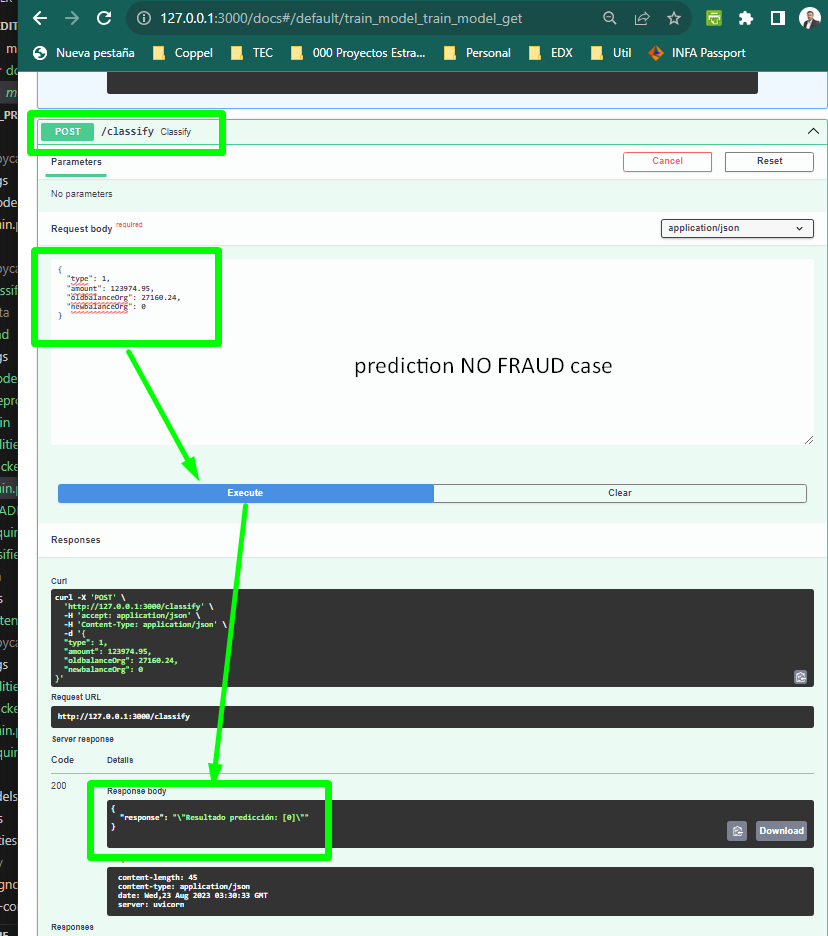 127.0.0.1:3000/docs#/default/train_model_train_model_get
Nueva pestaña Coppel TEC 000 Proyectos Estra... Personal EDX Util INFA Passport
POST /classify Classify
Parameters Cancel Reset
No parameters
Request body required application/json
{
"type": 1,
"amount": 123974.95,
"oldbalanceOrg": 27160.24,
"newbalanceOrg": 0
}
prediction NO FRAUD case
Execute Clear
Responses
Curl
curl -X 'POST' \
'http://127.0.0.1:3000/classify' \
-H 'accept: application/json' \
-H 'Content-Type: application/json' \
-d '{
"type": 1,
"amount": 123974.95,
"oldbalanceOrg": 27160.24,
"newbalanceOrg": 0
}'
Request URL
http://127.0.0.1:3000/classify
Server response
Code Details
200
Response body
{
"response": "\"Resultado predicción: [0]\""
}
Download
content-length: 45
content-type: application/json
date: Wed,23 Aug 2023 03:30:33 GMT
server: uvicorn
Responses